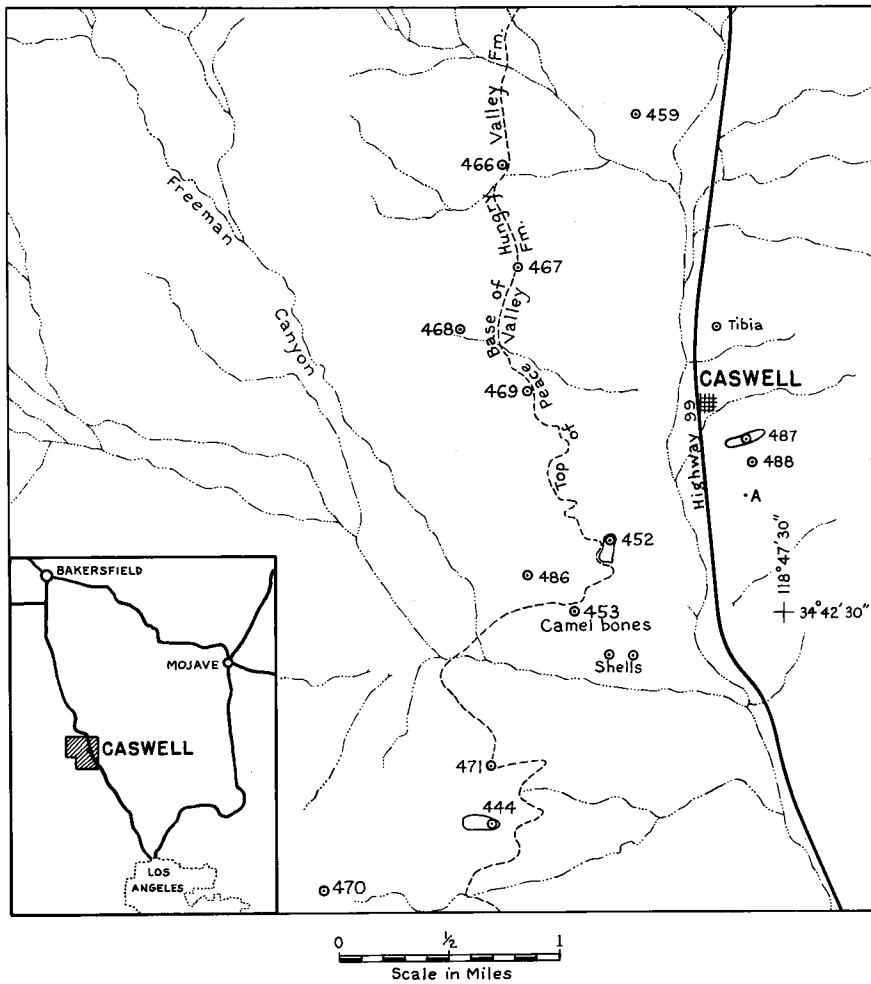 459
466
Base of Hungry Valley Fm.
Top of Peace Valley Fm.
Freeman Canyon
467
468
Tibia
469
CASWELL
Highway 99
487
488
A
452
118°47'30"
34°42'30"
486
453
Camel bones
Shells
471
444
470
BAKERSFIELD
MOJAVE
CASWELL
LOS
ANGELES
0 ½ 1
Scale in Miles